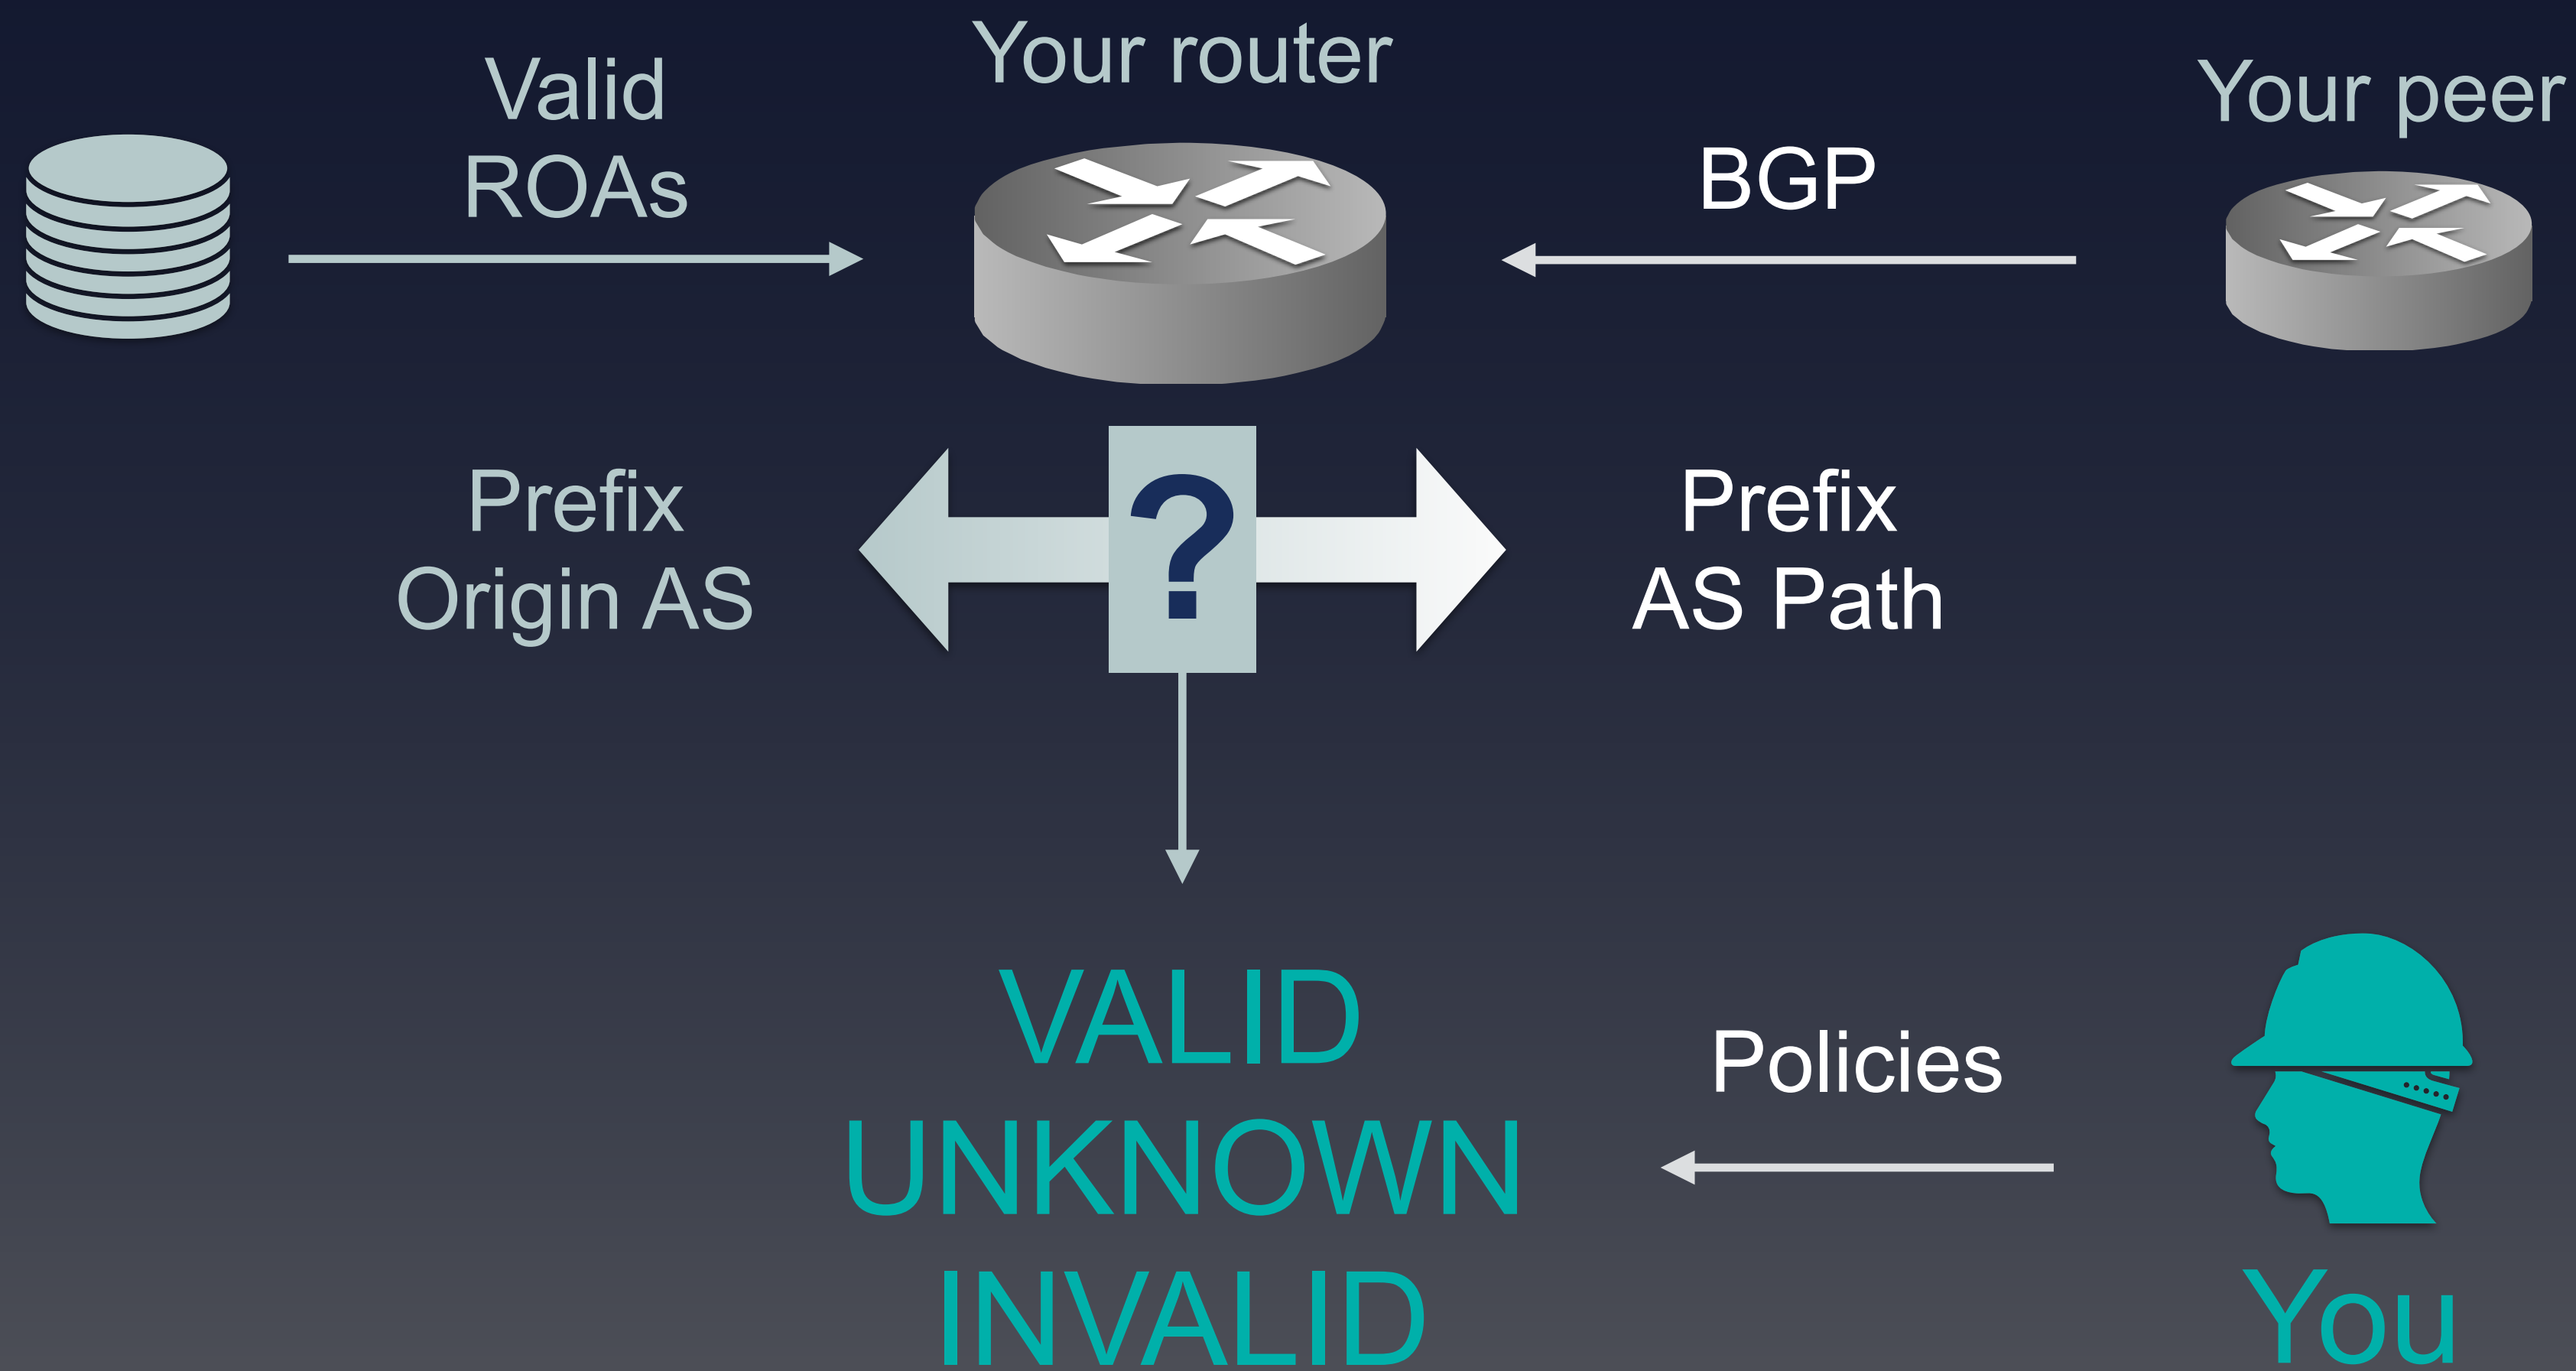 Your router
Valid
ROAs
Your peer
BGP
Prefix
Origin AS
?
Prefix
AS Path
VALID
UNKNOWN
INVALID
Policies
You